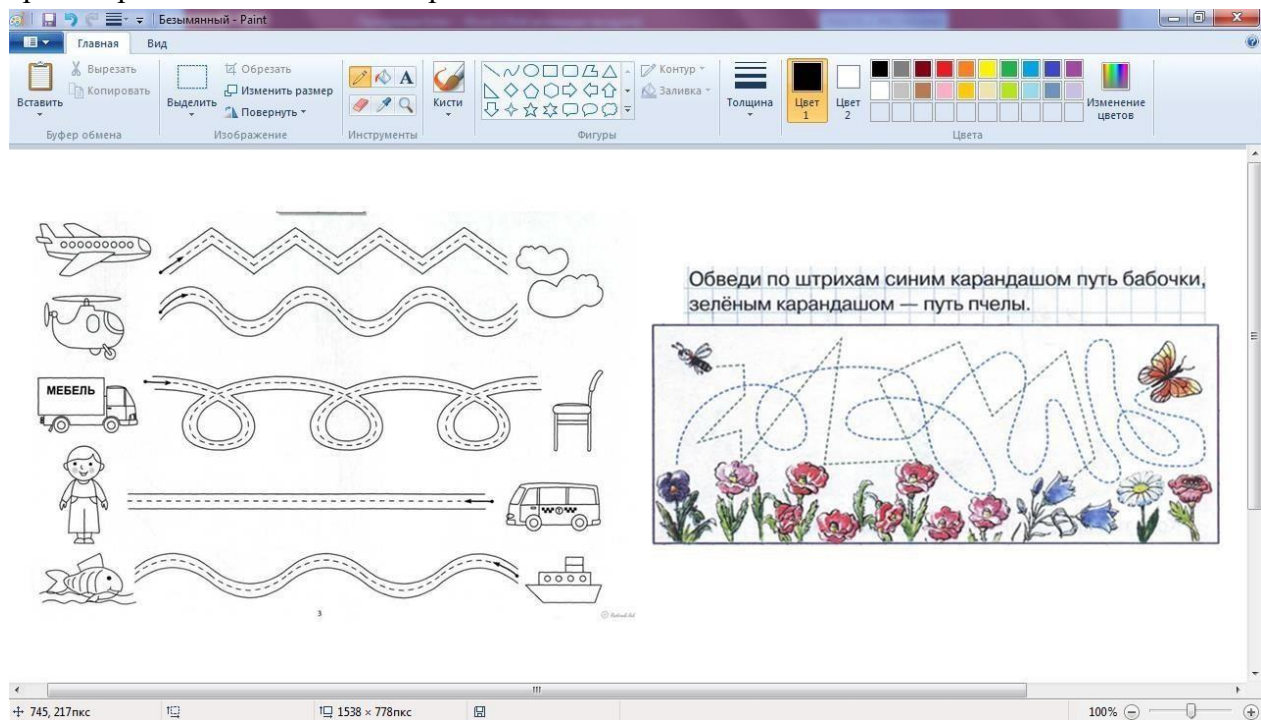 Безымянный - Paint
Главная Вид
Вставить
Вырезать
Копировать
Буфер обмена
Выделить
Обрезать
Изменить размер
Повернуть
Изображение
A
Инструменты
Кисти
Контур
Заливка
Фигуры
Толщина
Цвет 1
Цвет 2
Изменение цветов
Цвета
МЕБЕЛЬ
3
Обведи по штрихам синим карандашом путь бабочки,
зелёным карандашом — путь пчелы.
745, 217пкс
1538 × 778пкс
100%